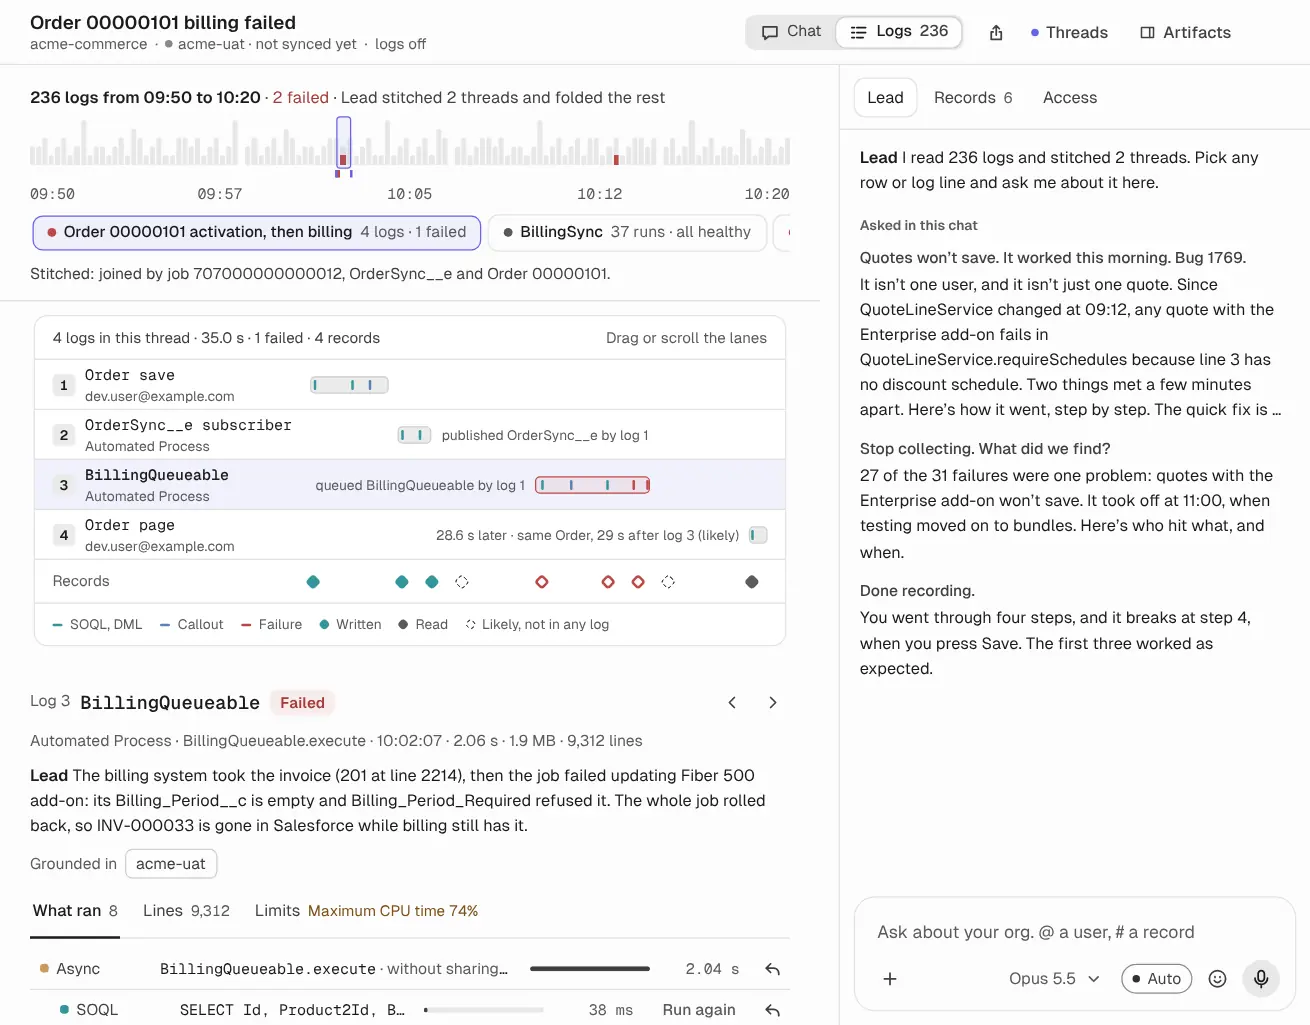 Order 00000101 billing failed
acme-commerce · acme-uat · not synced yet · logs off
Chat
Logs 236
Threads
Artifacts
236 logs from 09:50 to 10:20 · 2 failed · Lead stitched 2 threads and folded the rest
09:50 09:57 10:05 10:12 10:20
Order 00000101 activation, then billing 4 logs · 1 failed
BillingSync 37 runs · all healthy
Stitched: joined by job 707000000000012, OrderSync__e and Order 00000101.
4 logs in this thread · 35.0 s · 1 failed · 4 records
Drag or scroll the lanes
1 Order save
dev.user@example.com
2 OrderSync__e subscriber
Automated Process
published OrderSync__e by log 1
3 BillingQueueable
Automated Process
queued BillingQueueable by log 1
4 Order page
dev.user@example.com
28.6 s later · same Order, 29 s after log 3 (likely)
Records
SOQL, DML Callout Failure Written Read Likely, not in any log
Log 3 BillingQueueable Failed
Automated Process · BillingQueueable.execute · 10:02:07 · 2.06 s · 1.9 MB · 9,312 lines
Lead The billing system took the invoice (201 at line 2214), then the job failed updating Fiber 500
add-on: its Billing_Period__c is empty and Billing_Period_Required refused it. The whole job rolled
back, so INV-000033 is gone in Salesforce while billing still has it.
Grounded in acme-uat
What ran 8 Lines 9,312 Limits Maximum CPU time 74%
Async BillingQueueable.execute · without sharing… 2.04 s
SOQL SELECT Id, Product2Id, B… 38 ms Run again
Lead Records 6 Access
Lead I read 236 logs and stitched 2 threads. Pick any
row or log line and ask me about it here.
Asked in this chat
Quotes won’t save. It worked this morning. Bug 1769.
It isn’t one user, and it isn’t just one quote. Since
QuoteLineService changed at 09:12, any quote with the
Enterprise add-on fails in
QuoteLineService.requireSchedules because line 3 has
no discount schedule. Two things met a few minutes
apart. Here’s how it went, step by step. The quick fix is …
Stop collecting. What did we find?
27 of the 31 failures were one problem: quotes with the
Enterprise add-on won’t save. It took off at 11:00, when
testing moved on to bundles. Here’s who hit what, and
when.
Done recording.
You went through four steps, and it breaks at step 4,
when you press Save. The first three worked as
expected.
Ask about your org. @ a user, # a record
Opus 5.5
Auto